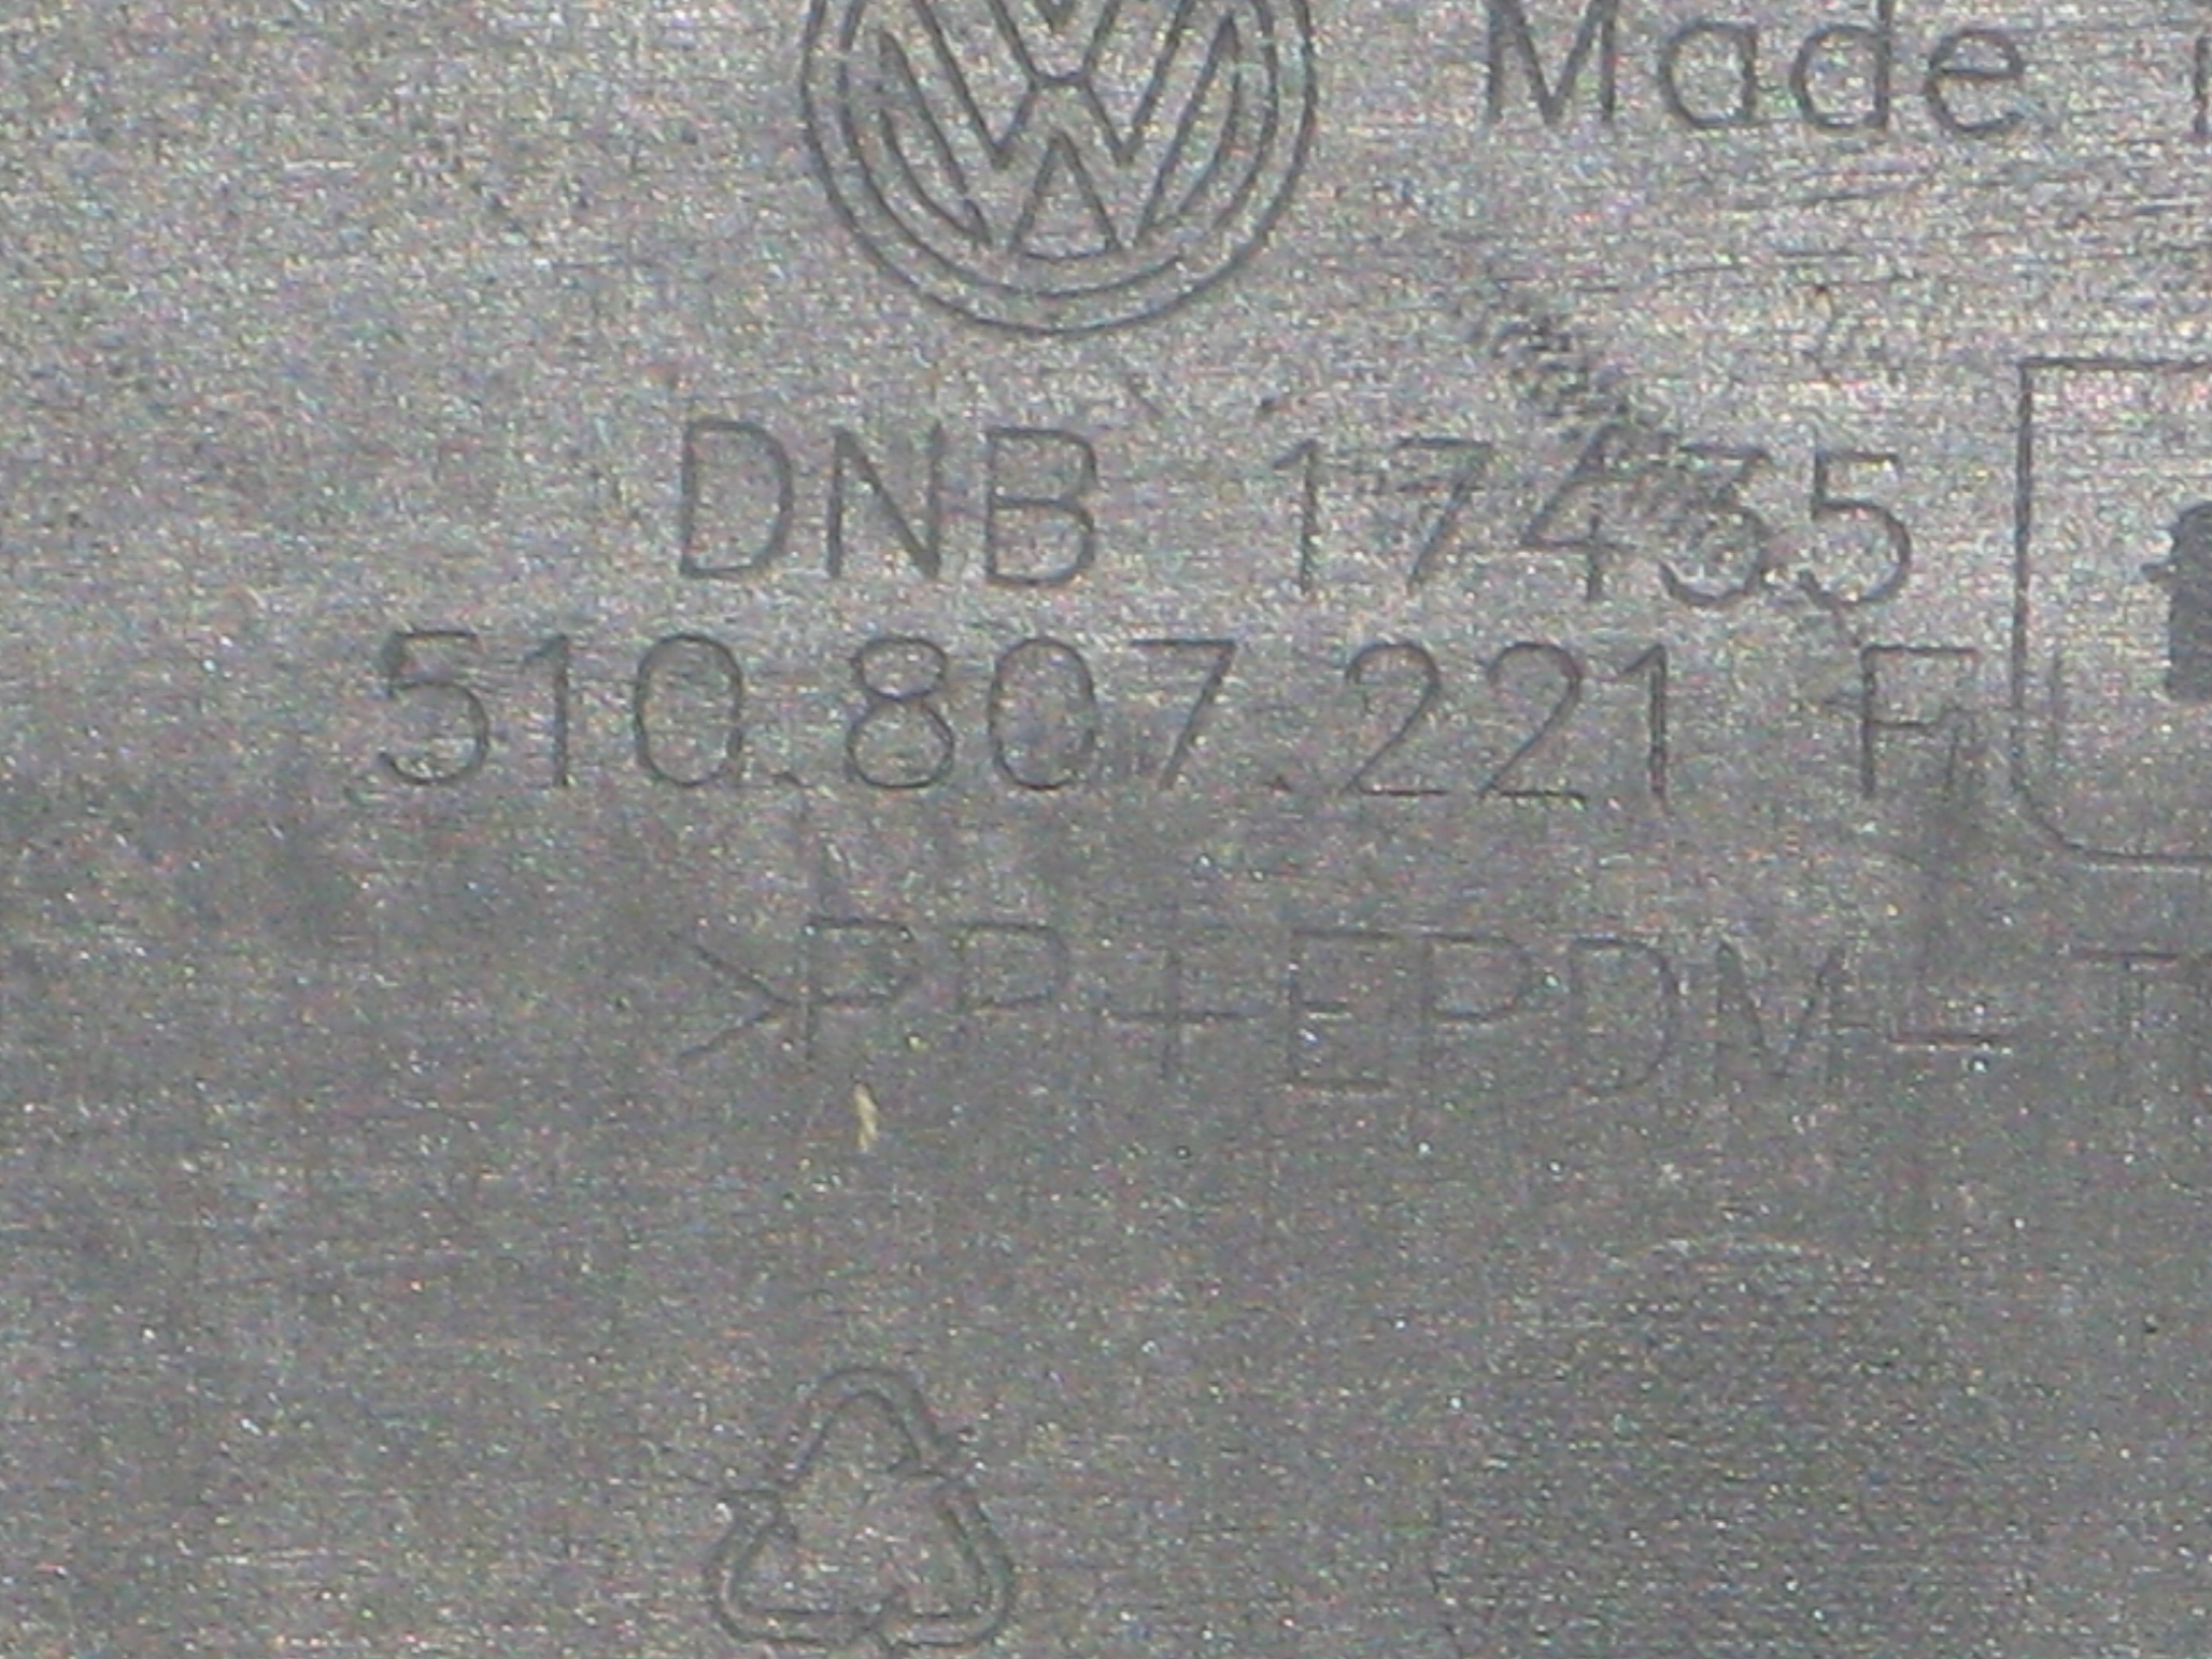 Made
DNB 17435
510.807.221 F
>PP+EPDM-T